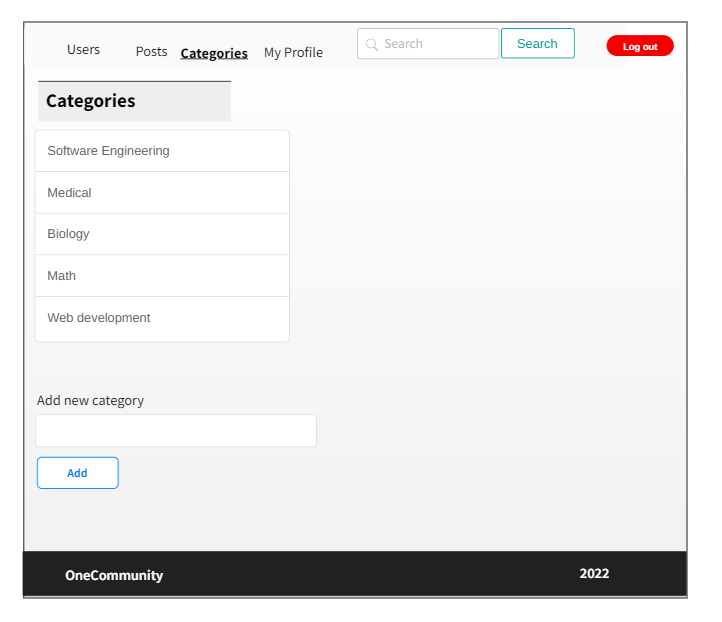 Users Posts Categories My Profile Search Search Log out
Categories
Software Engineering
Medical
Biology
Math
Web development
Add new category
Add
OneCommunity 2022